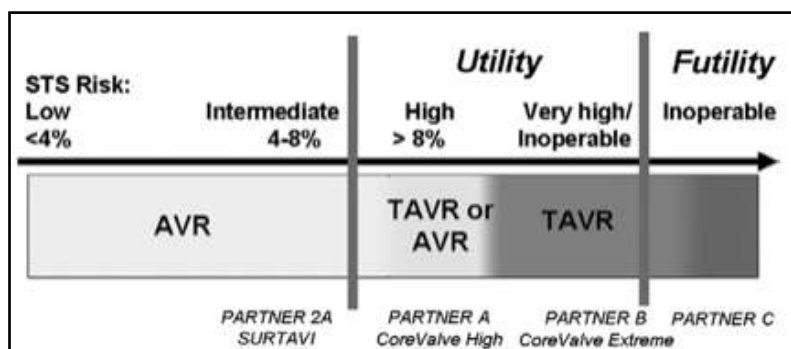 Utility
Futility
STS Risk:
Low
<4%
Intermediate
4-8%
High
> 8%
Very high/
Inoperable
Inoperable
AVR
TAVR or
AVR
TAVR
PARTNER 2A
SURTAVI
PARTNER A
CoreValve High
PARTNER B
CoreValve Extreme
PARTNER C